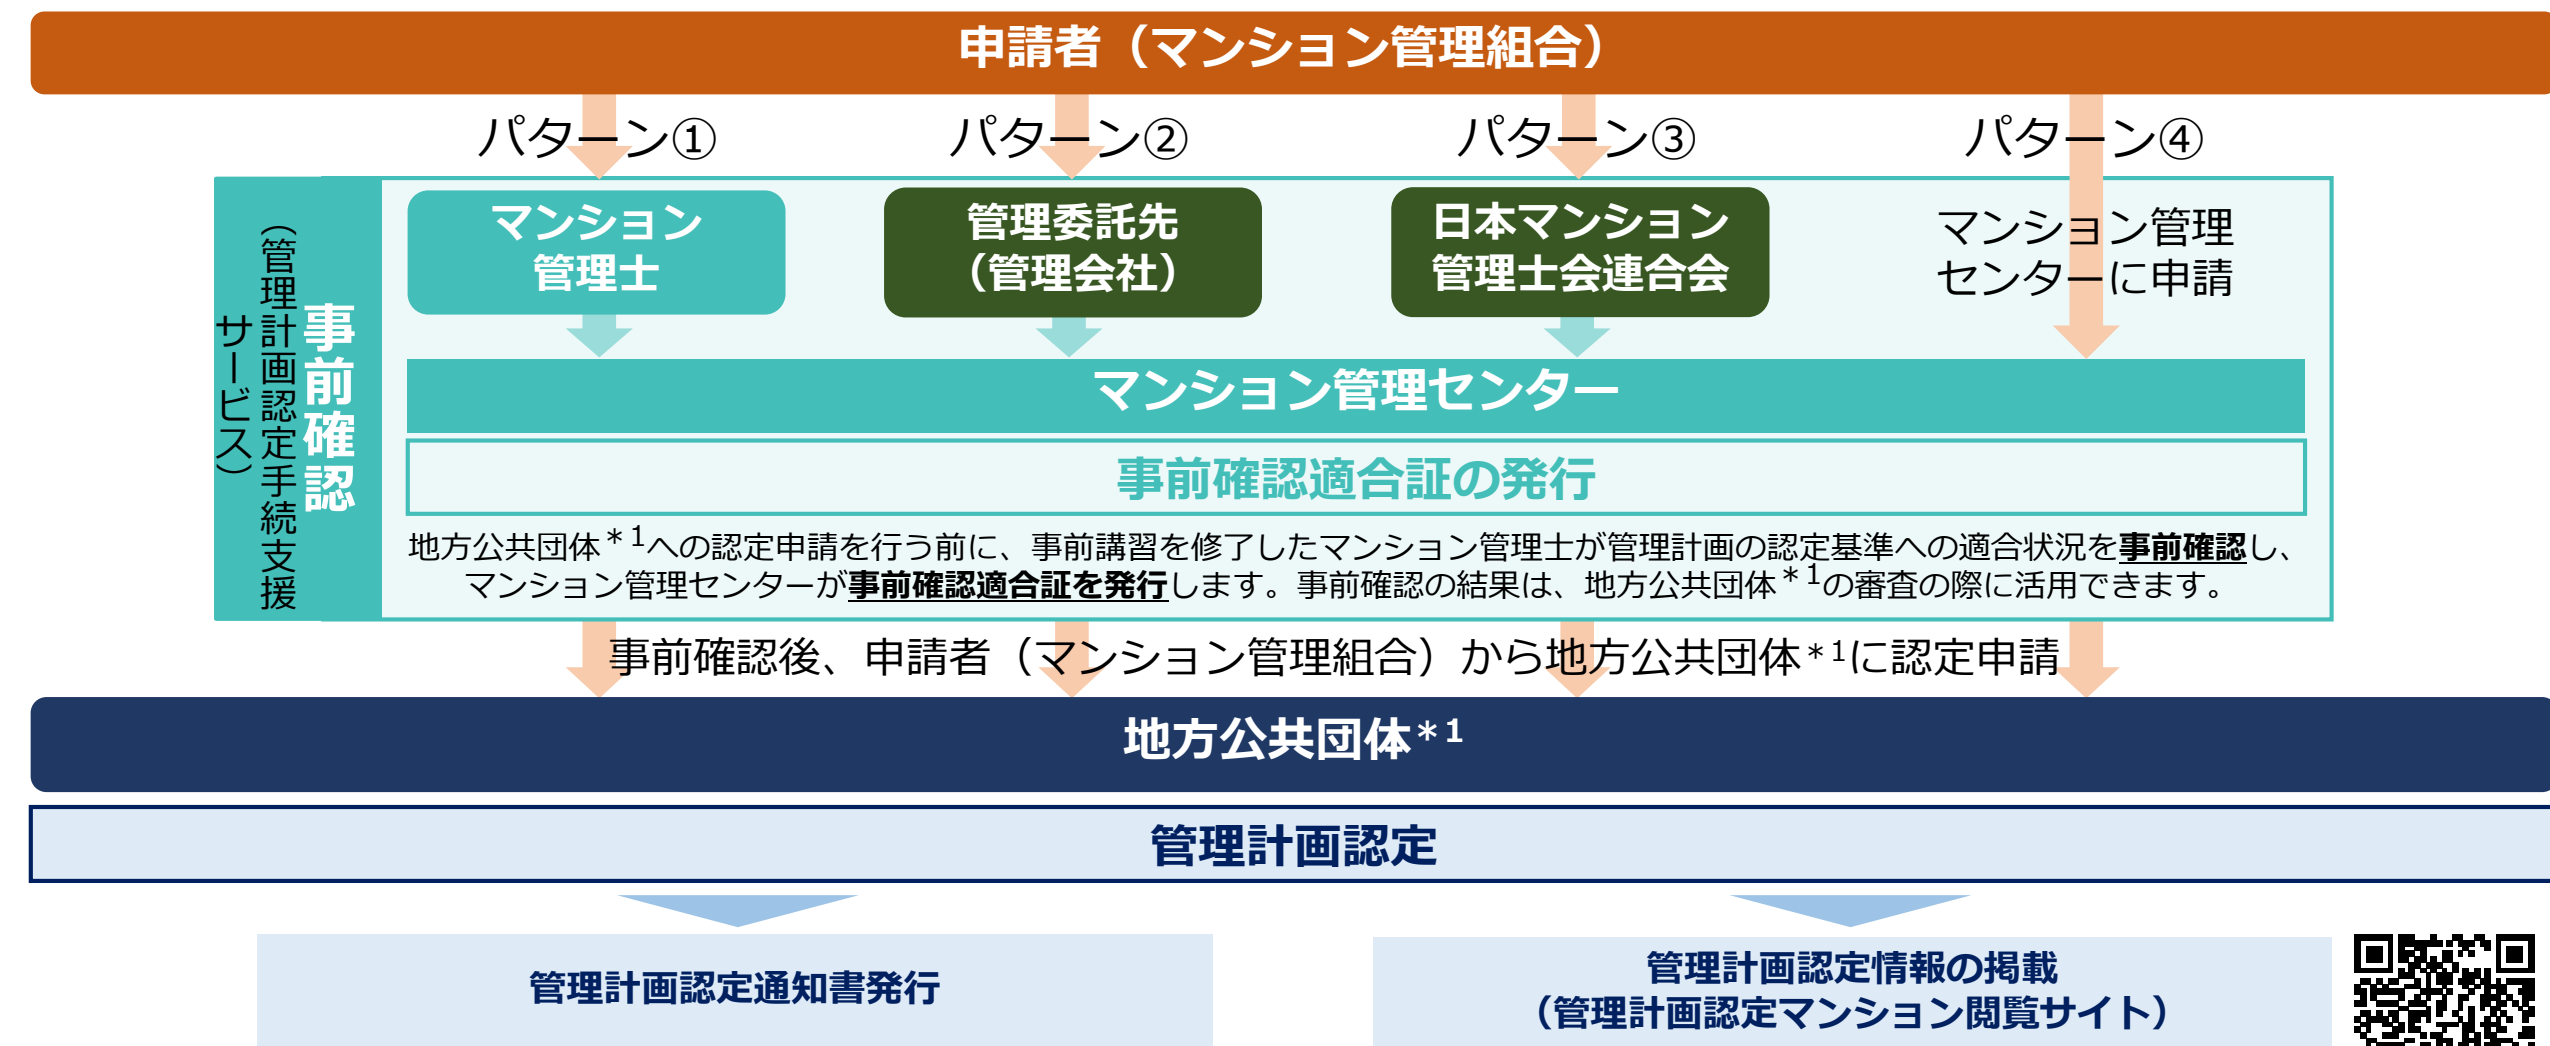 申請者（マンション管理組合）
パターン①
パターン②
パターン③
パターン④
事前確認
（管理計画認定手続支援
サービス）
マンション
管理士
管理委託先
（管理会社）
日本マンション
管理士会連合会
マンション管理
センターに申請
マンション管理センター
事前確認適合証の発行
地方公共団体＊1への認定申請を行う前に、事前講習を修了したマンション管理士が管理計画の認定基準への適合状況を事前確認し、
マンション管理センターが事前確認適合証を発行します。事前確認の結果は、地方公共団体＊1の審査の際に活用できます。
事前確認後、申請者（マンション管理組合）から地方公共団体＊1に認定申請
地方公共団体＊1
管理計画認定
管理計画認定通知書発行
管理計画認定情報の掲載
（管理計画認定マンション閲覧サイト）